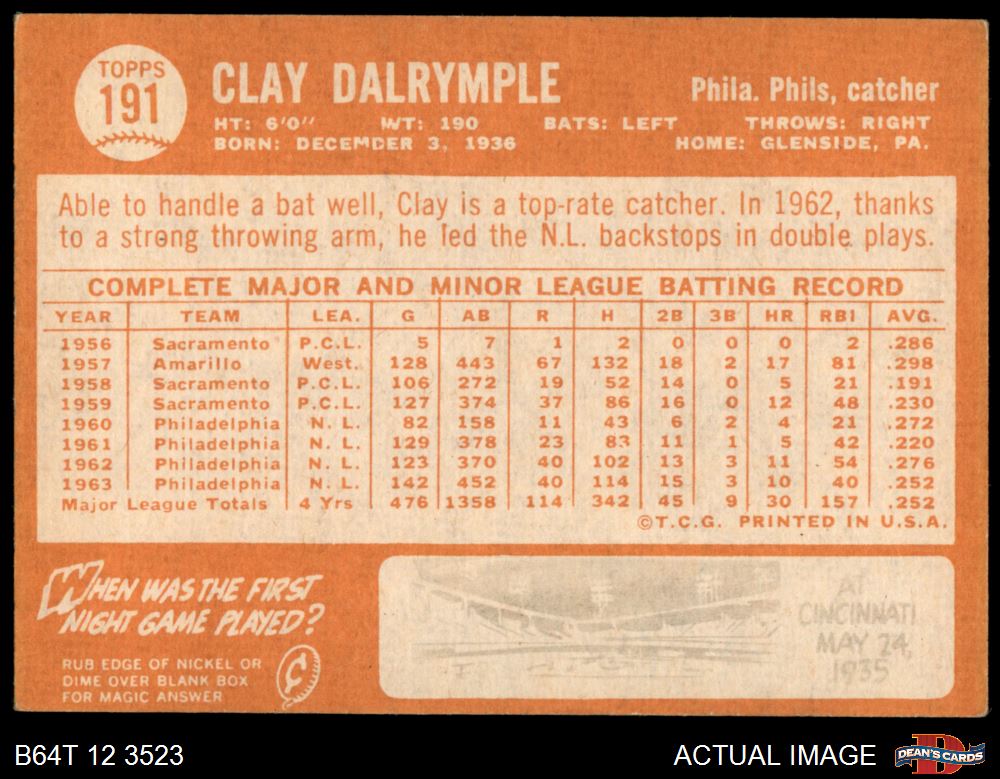 TOPPS
191
CLAY DALRYMPLE
Phila. Phils, catcher
HT: 6'0" WT: 190 BATS: LEFT THROWS: RIGHT
BORN: DECEMBER 3, 1936 HOME: GLENSIDE, PA.
Able to handle a bat well, Clay is a top-rate catcher. In 1962, thanks
to a strong throwing arm, he led the N.L. backstops in double plays.
COMPLETE MAJOR AND MINOR LEAGUE BATTING RECORD
YEAR TEAM LEA. G AB R H 2B 3B HR RBI AVG.
1956 Sacramento P.C.L. 5 7 1 2 0 0 0 2 .286
1957 Amarillo West. 128 443 67 132 18 2 17 81 .298
1958 Sacramento P.C.L. 106 272 19 52 14 0 5 21 .191
1959 Sacramento P.C.L. 127 374 37 86 16 0 12 48 .230
1960 Philadelphia N. L. 82 158 11 43 6 2 4 21 .272
1961 Philadelphia N. L. 129 378 23 83 11 1 5 42 .220
1962 Philadelphia N. L. 123 370 40 102 13 3 11 54 .276
1963 Philadelphia N. L. 142 452 40 114 15 3 10 40 .252
Major League Totals 4 Yrs 476 1358 114 342 45 9 30 157 .252
©T.C.G. PRINTED IN U.S.A.
WHEN WAS THE FIRST
NIGHT GAME PLAYED?
RUB EDGE OF NICKEL OR
DIME OVER BLANK BOX
FOR MAGIC ANSWER
AT
CINCINNATI
MAY 24,
1935
B64T 12 3523
ACTUAL IMAGE
DEAN'S CARDS